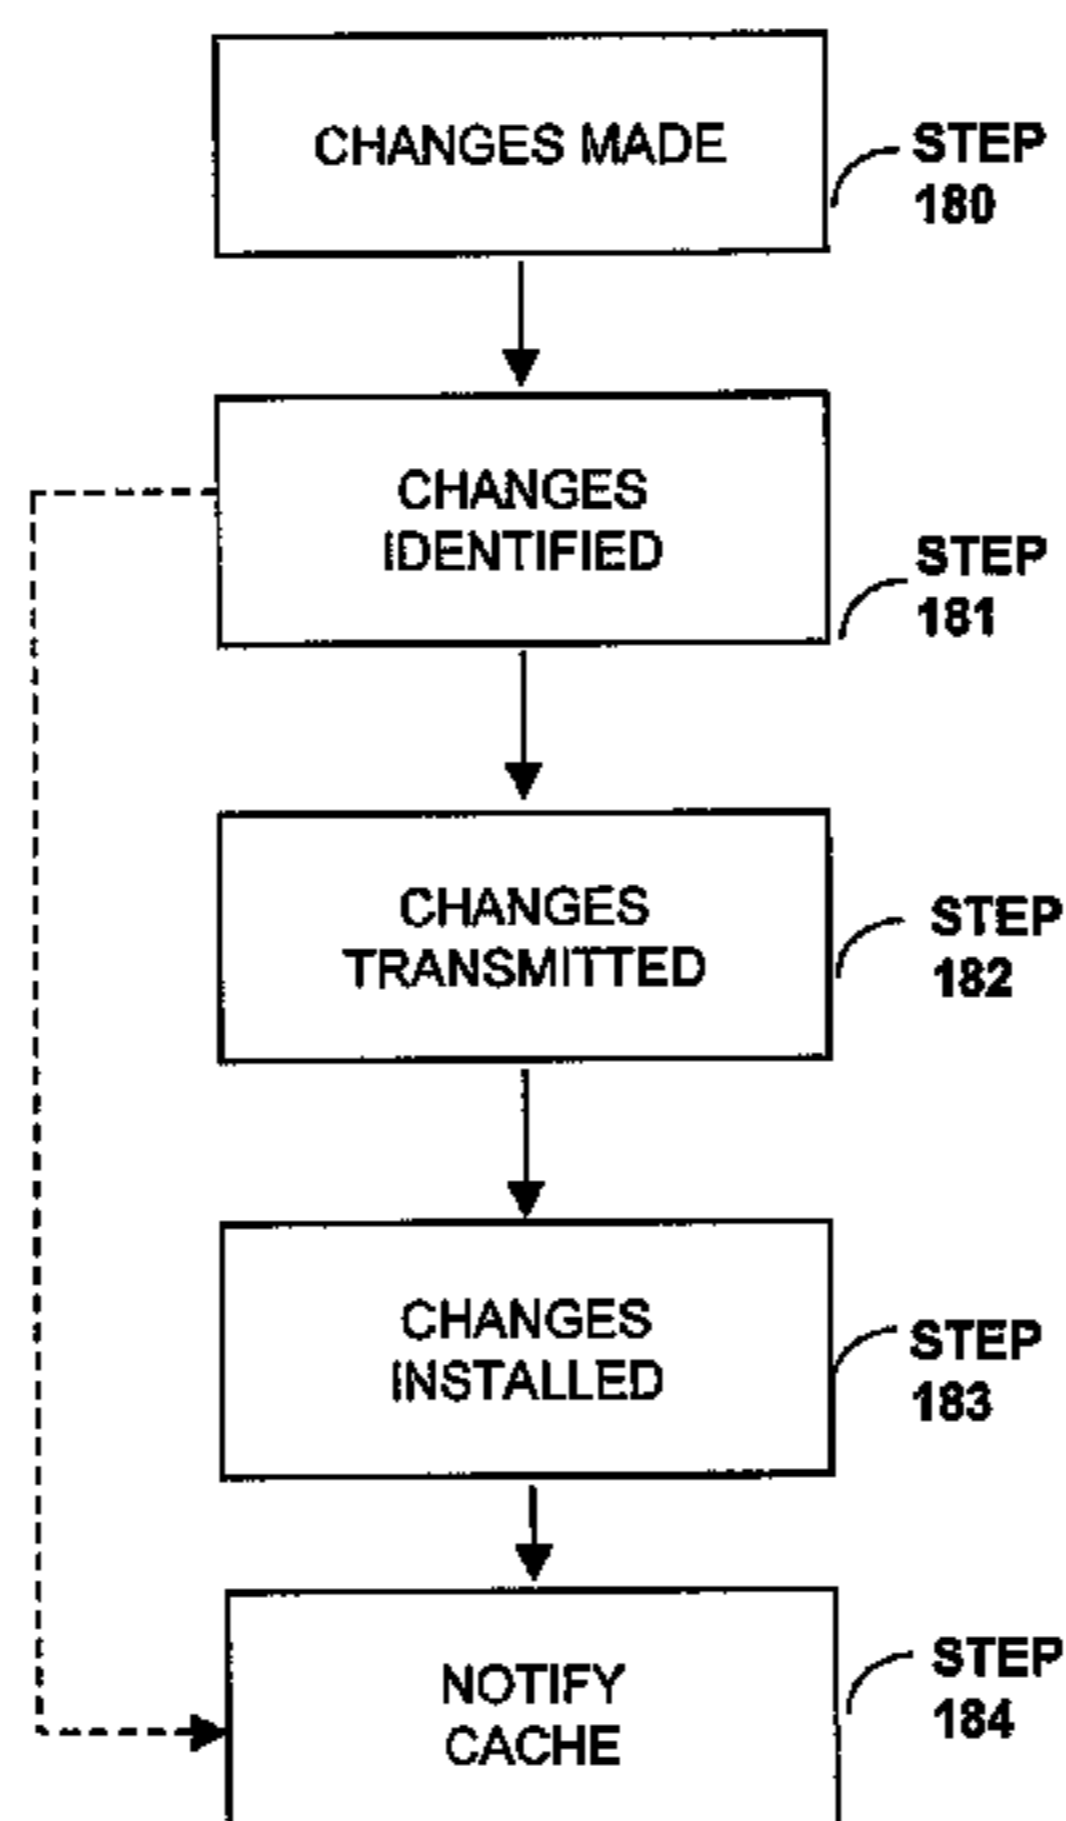 CHANGES MADE
STEP
180
CHANGES
IDENTIFIED
STEP
181
CHANGES
TRANSMITTED
STEP
182
CHANGES
INSTALLED
STEP
183
NOTIFY
CACHE
STEP
184